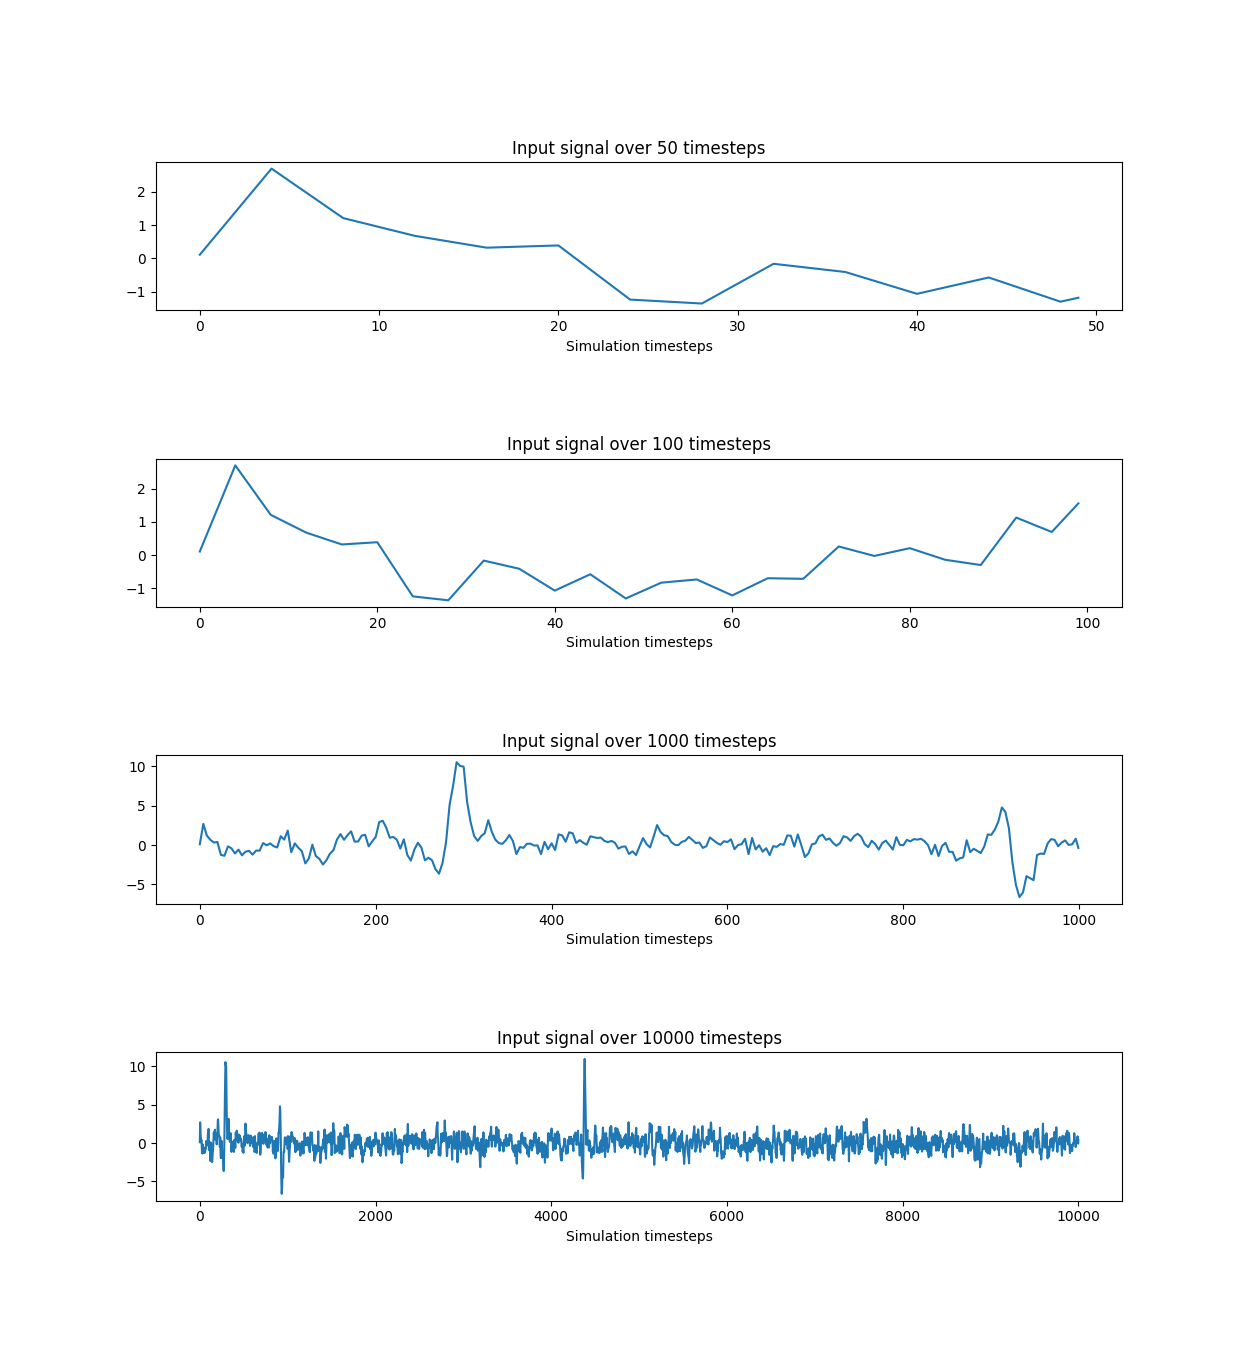 Input signal over 50 timesteps
2
1
0
−1
0 10 20 30 40 50
Simulation timesteps
Input signal over 100 timesteps
2
1
0
−1
0 20 40 60 80 100
Simulation timesteps
Input signal over 1000 timesteps
10
5
0
−5
0 200 400 600 800 1000
Simulation timesteps
Input signal over 10000 timesteps
10
5
0
−5
0 2000 4000 6000 8000 10000
Simulation timesteps